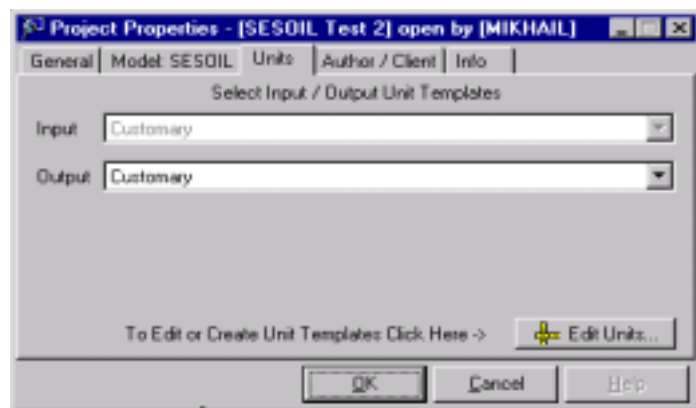 Project Properties - [SESOIL Test 2] open by [MIKHAIL]
General Model: SESOIL Units Author / Client Info
Select Input / Output Unit Templates
Input Customary
Output Customary
To Edit or Create Unit Templates Click Here -> Edit Units...
OK Cancel Help